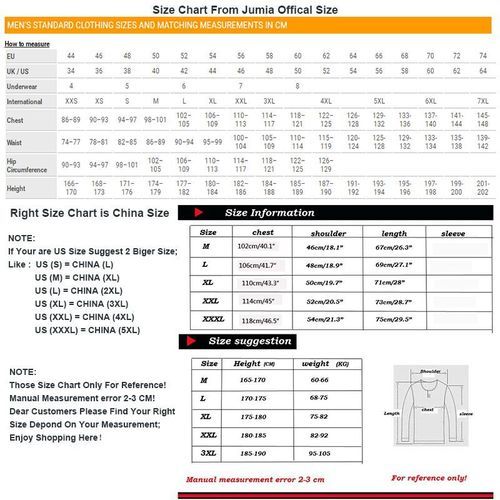 Size Chart From Jumia Offical Size
MEN'S STANDARD CLOTHING SIZES AND MATCHING MEASUREMENTS IN CM
How to measure
EU 44 46 48 50 52 54 56 58 60 62 64 66 68 70 72 74
UK / US 34 36 38 40 42 44 46 48 50 52 54 56 58 60 62 64
Underwear 4 5 6 7 8
International XXS XS S M L XL XXL 3XL 4XL 5XL 6XL 7XL
Chest 86–89 90–93 94–97 98–101 102–105 106–109 110–113 114–117 118–121 122–125 126-128 129-132 133-136 137-140 141-144 145-148
Waist 74–77 78–81 82–85 86–89 90–94 95–99 100–104 105–109 110–114 115–119 120-122 123-126 127-130 131-134 135-138 139-142
Hip Circumference 90–93 94–97 98–101 102–105 106–109 110–113 114–117 118–121 122–126 126–129
Height 166–170 168–173 171–176 174–179 177–182 180–184 182–186 184–188 185–189 187–191 189-193 191-194 193-196 195-198 197-199 201-202
Right Size Chart is China Size
NOTE:
If Your are US Size Suggest 2 Biger Size;
Like : US (S) = CHINA (L)
US (M) = CHINA (XL)
US (L) = CHINA (2XL)
US (XL) = CHINA (3XL)
US (XXL) = CHINA (4XL)
US (XXXL) = CHINA (5XL)
NOTE:
Those Size Chart Only For Reference!
Manual Measurement error 2-3 CM!
Dear Customers Please Find Your Right
Size Depond On Your Measurement;
Enjoy Shopping Here !
Size Information
Size chest shoulder length sleeve
M 102cm/40.1" 46cm/18.1" 67cm/26.3"
L 106cm/41.7" 48cm/18.9" 69cm/27.1"
XL 110cm/43.3" 50cm/19.7" 71cm/28"
XXL 114cm/45" 52cm/20.5" 73cm/28.7"
XXXL 118cm/46.5" 54cm/21.3" 75cm/29.5"
Size suggestion
Size Height (CM) weight (KG)
M 165-170 60-66
L 170-175 68-75
XL 175-180 75-82
XXL 180-185 82-92
3XL 185-190 95-105
Shoulder
Length
chest
sleeve
Manual measurement error 2-3 cm
For reference only!